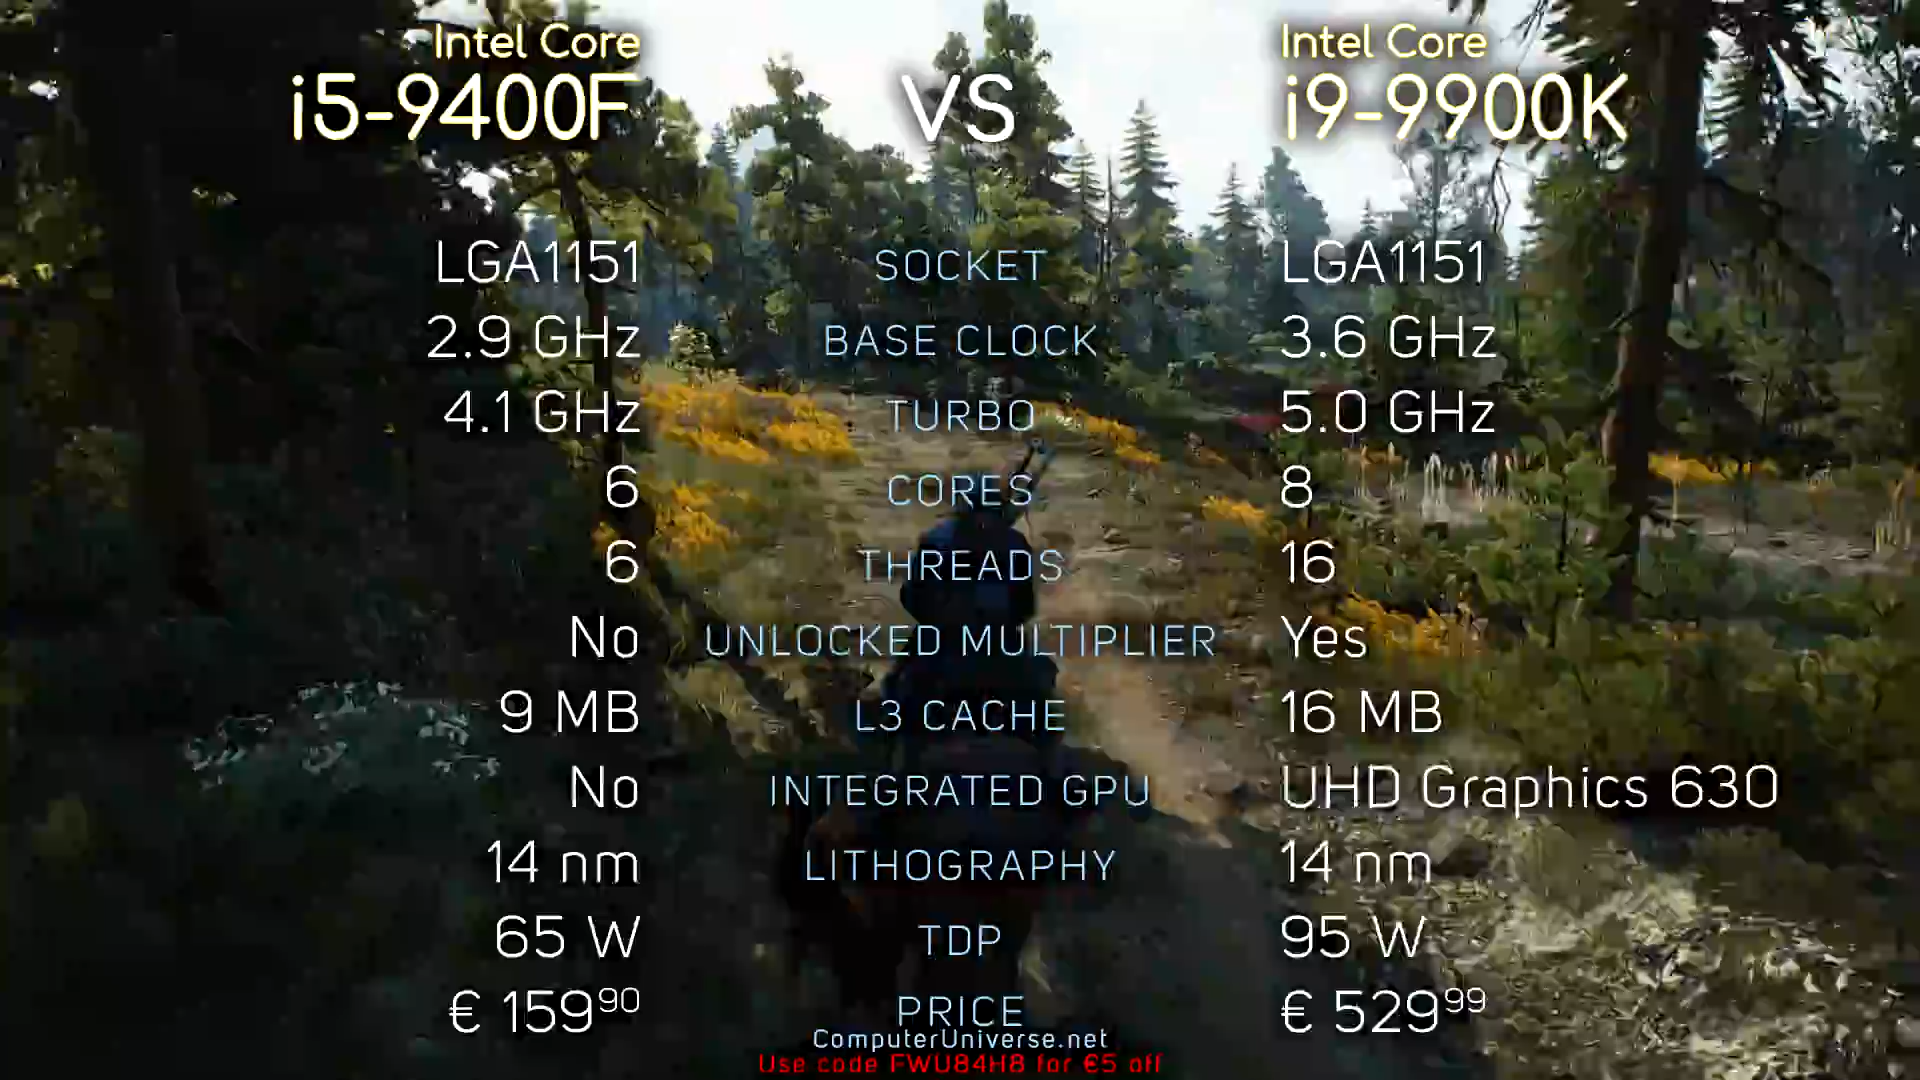 Intel Core
i5-9400F VS Intel Core
i9-9900K
LGA1151 SOCKET LGA1151
2.9 GHz BASE CLOCK 3.6 GHz
4.1 GHz TURBO 5.0 GHz
6 CORES 8
6 THREADS 16
No UNLOCKED MULTIPLIER Yes
9 MB L3 CACHE 16 MB
No INTEGRATED GPU UHD Graphics 630
14 nm LITHOGRAPHY 14 nm
65 W TDP 95 W
€ 159⁹⁰ PRICE € 529⁹⁹
ComputerUniverse.net
Use code FWU84H8 for €5 off